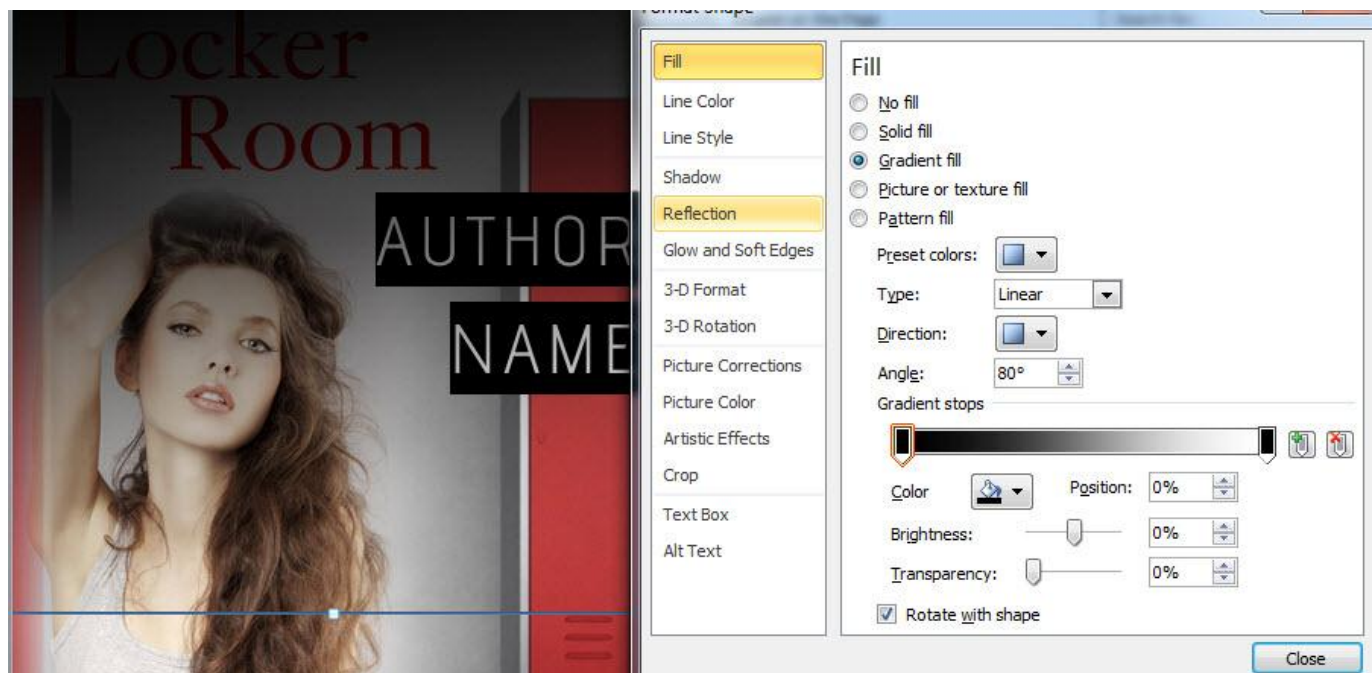 Locker
Room
AUTHOR
NAME
Format Shape
Fill
Line Color
Line Style
Shadow
Reflection
Glow and Soft Edges
3-D Format
3-D Rotation
Picture Corrections
Picture Color
Artistic Effects
Crop
Text Box
Alt Text
Fill
No fill
Solid fill
Gradient fill
Picture or texture fill
Pattern fill
Preset colors:
Type: Linear
Direction:
Angle: 80°
Gradient stops
Color Position: 0%
Brightness: 0%
Transparency: 0%
Rotate with shape
Close